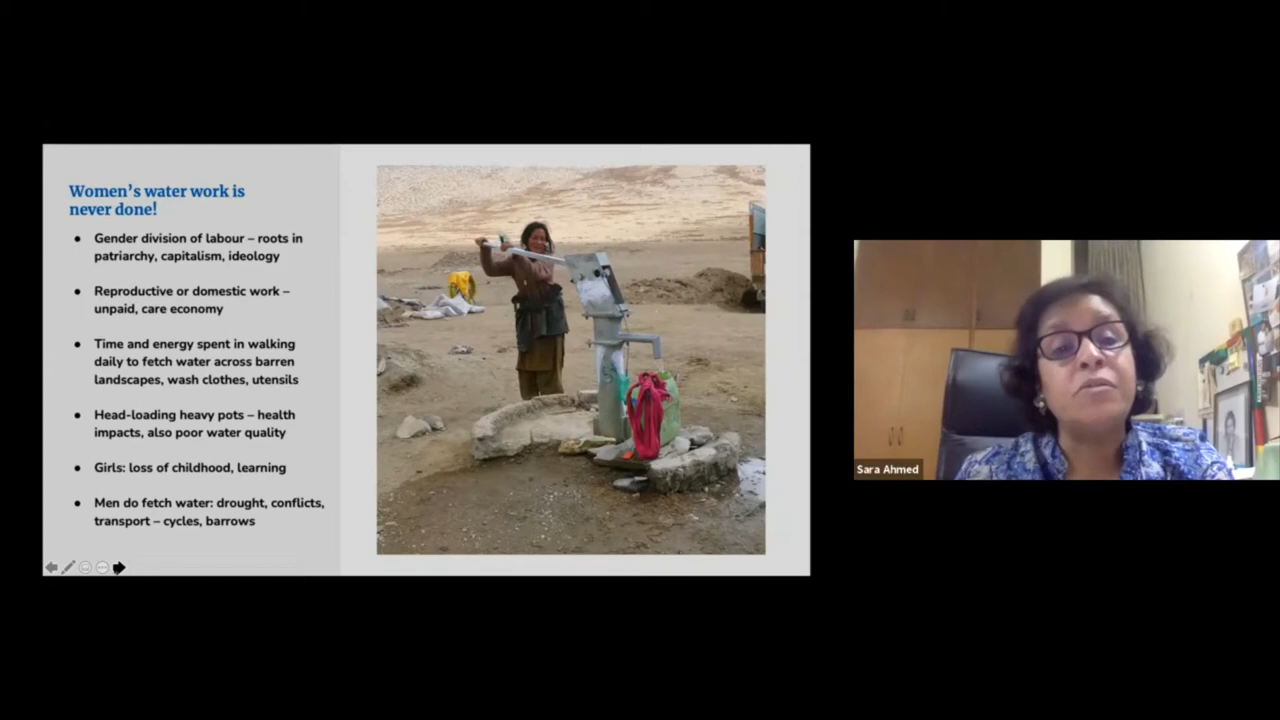 Women’s water work is
never done!
● Gender division of labour – roots in
patriarchy, capitalism, ideology
● Reproductive or domestic work –
unpaid, care economy
● Time and energy spent in walking
daily to fetch water across barren
landscapes, wash clothes, utensils
● Head-loading heavy pots – health
impacts, also poor water quality
● Girls: loss of childhood, learning
● Men do fetch water: drought, conflicts,
transport – cycles, barrows
Sara Ahmed